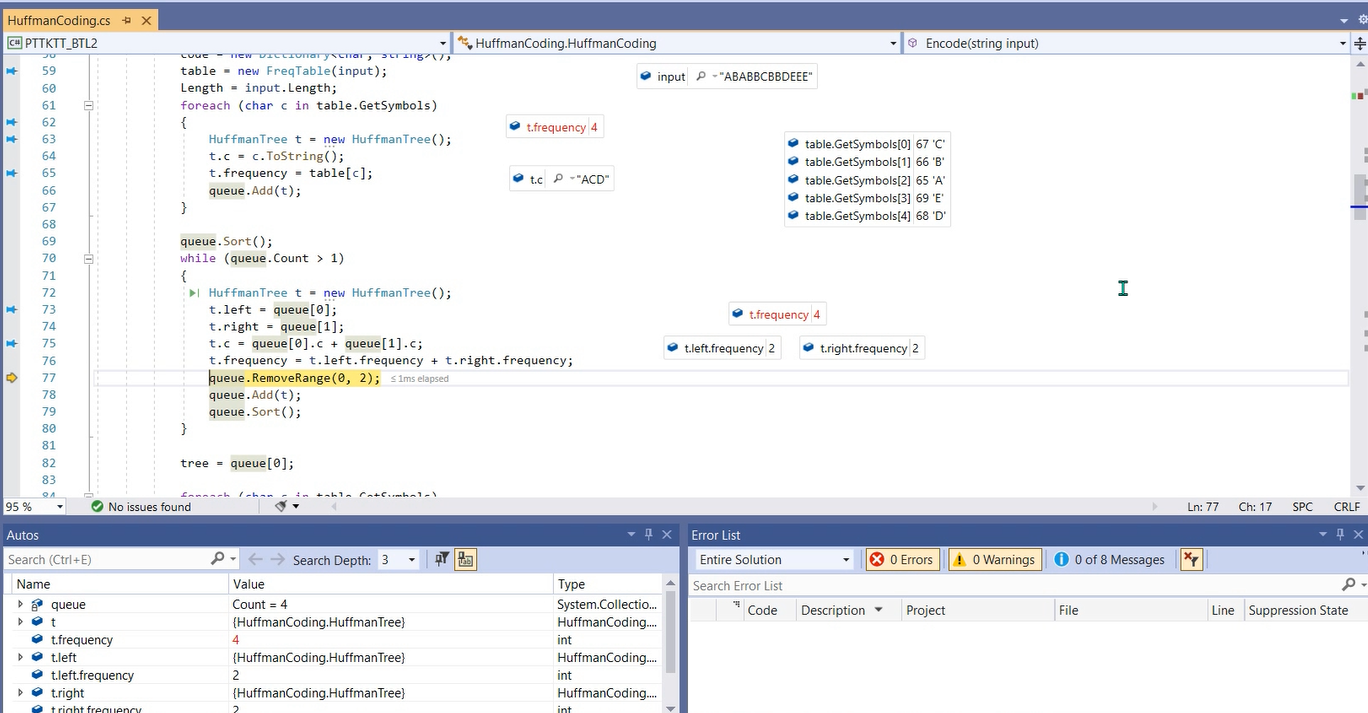 HuffmanCoding.cs
PTTKTT_BTL2 HuffmanCoding.HuffmanCoding Encode(string input)
58 code = new Dictionary<char, string>();
59 table = new FreqTable(input);
60 Length = input.Length;
input "ABABBCBBDEEE"
61 foreach (char c in table.GetSymbols)
62 {
t.frequency 4
63 HuffmanTree t = new HuffmanTree();
64 t.c = c.ToString();
65 t.frequency = table[c];
t.c "ACD"
66 queue.Add(t);
67 }
table.GetSymbols[0] 67 'C'
table.GetSymbols[1] 66 'B'
table.GetSymbols[2] 65 'A'
table.GetSymbols[3] 69 'E'
table.GetSymbols[4] 68 'D'
68
69 queue.Sort();
70 while (queue.Count > 1)
71 {
72 HuffmanTree t = new HuffmanTree();
73 t.left = queue[0];
t.frequency 4
74 t.right = queue[1];
75 t.c = queue[0].c + queue[1].c;
t.left.frequency 2 t.right.frequency 2
76 t.frequency = t.left.frequency + t.right.frequency;
77 queue.RemoveRange(0, 2); ≤ 1ms elapsed
78 queue.Add(t);
79 queue.Sort();
80 }
81
82 tree = queue[0];
83
84 foreach (char c in table.GetSymbols)
95 % No issues found Ln: 77 Ch: 17 SPC CRLF
Autos
Search (Ctrl+E) Search Depth: 3
Name Value Type
queue Count = 4 System.Collectio...
t {HuffmanCoding.HuffmanTree} HuffmanCoding....
t.frequency 4 int
t.left {HuffmanCoding.HuffmanTree} HuffmanCoding....
t.left.frequency 2 int
t.right {HuffmanCoding.HuffmanTree} HuffmanCoding....
t.right.frequency 2 int
Error List
Entire Solution 0 Errors 0 Warnings 0 of 8 Messages
Search Error List
Code Description Project File Line Suppression State